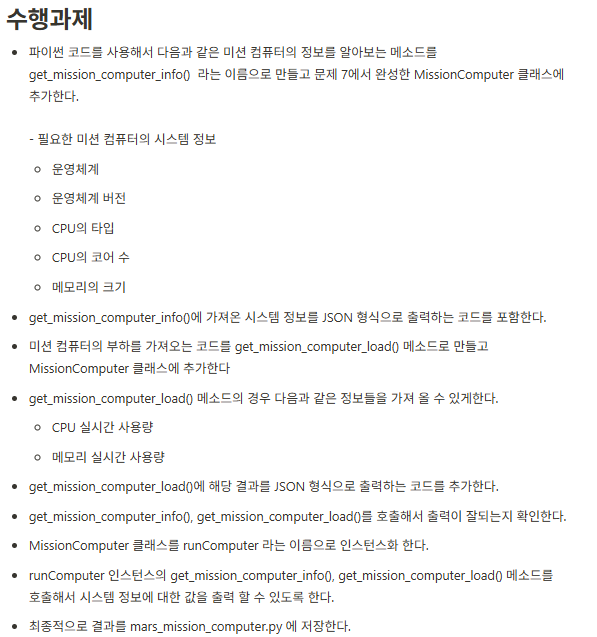 수행과제
• 파이썬 코드를 사용해서 다음과 같은 미션 컴퓨터의 정보를 알아보는 메소드를
get_mission_computer_info() 라는 이름으로 만들고 문제 7에서 완성한 MissionComputer 클래스에
추가한다.
- 필요한 미션 컴퓨터의 시스템 정보
○ 운영체계
○ 운영체계 버전
○ CPU의 타입
○ CPU의 코어 수
○ 메모리의 크기
• get_mission_computer_info()에 가져온 시스템 정보를 JSON 형식으로 출력하는 코드를 포함한다.
• 미션 컴퓨터의 부하를 가져오는 코드를 get_mission_computer_load() 메소드로 만들고
MissionComputer 클래스에 추가한다
• get_mission_computer_load() 메소드의 경우 다음과 같은 정보들을 가져 올 수 있게한다.
○ CPU 실시간 사용량
○ 메모리 실시간 사용량
• get_mission_computer_load()에 해당 결과를 JSON 형식으로 출력하는 코드를 추가한다.
• get_mission_computer_info(), get_mission_computer_load()를 호출해서 출력이 잘되는지 확인한다.
• MissionComputer 클래스를 runComputer 라는 이름으로 인스턴스화 한다.
• runComputer 인스턴스의 get_mission_computer_info(), get_mission_computer_load() 메소드를
호출해서 시스템 정보에 대한 값을 출력 할 수 있도록 한다.
• 최종적으로 결과를 mars_mission_computer.py 에 저장한다.